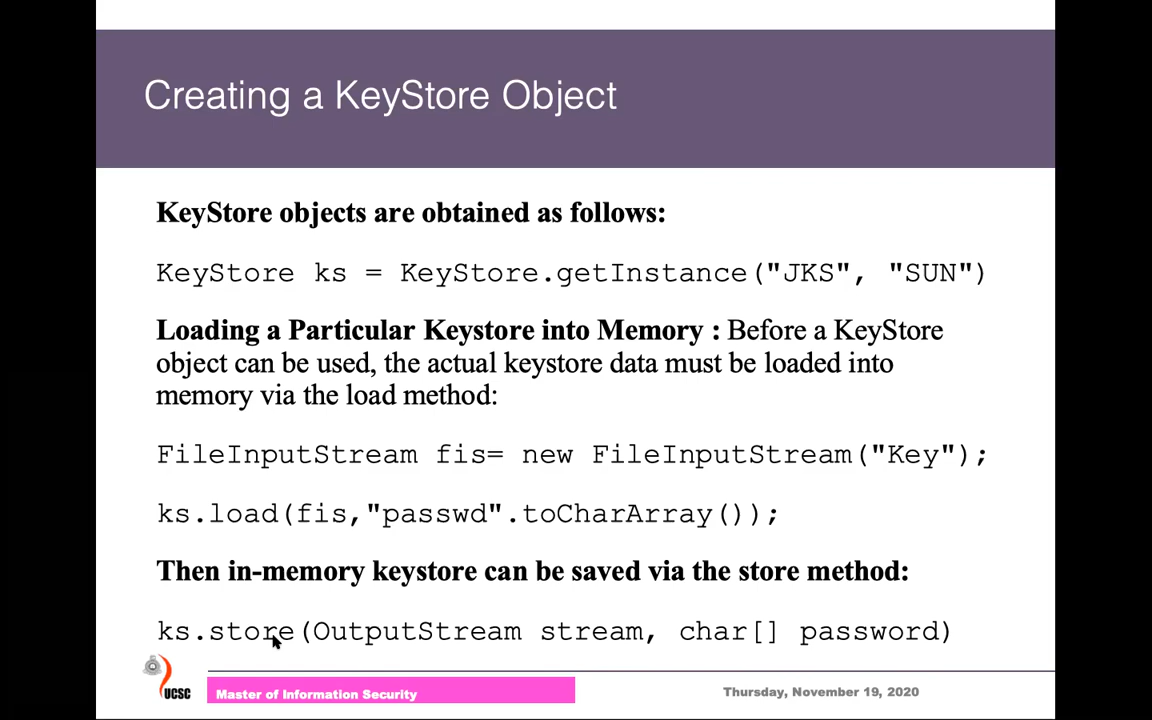 Creating a KeyStore Object
KeyStore objects are obtained as follows:
KeyStore ks = KeyStore.getInstance("JKS", "SUN")
Loading a Particular Keystore into Memory : Before a KeyStore
object can be used, the actual keystore data must be loaded into
memory via the load method:
FileInputStream fis= new FileInputStream("Key");
ks.load(fis,"passwd".toCharArray());
Then in-memory keystore can be saved via the store method:
ks.store(OutputStream stream, char[] password)
UCSC
Master of Information Security
Thursday, November 19, 2020